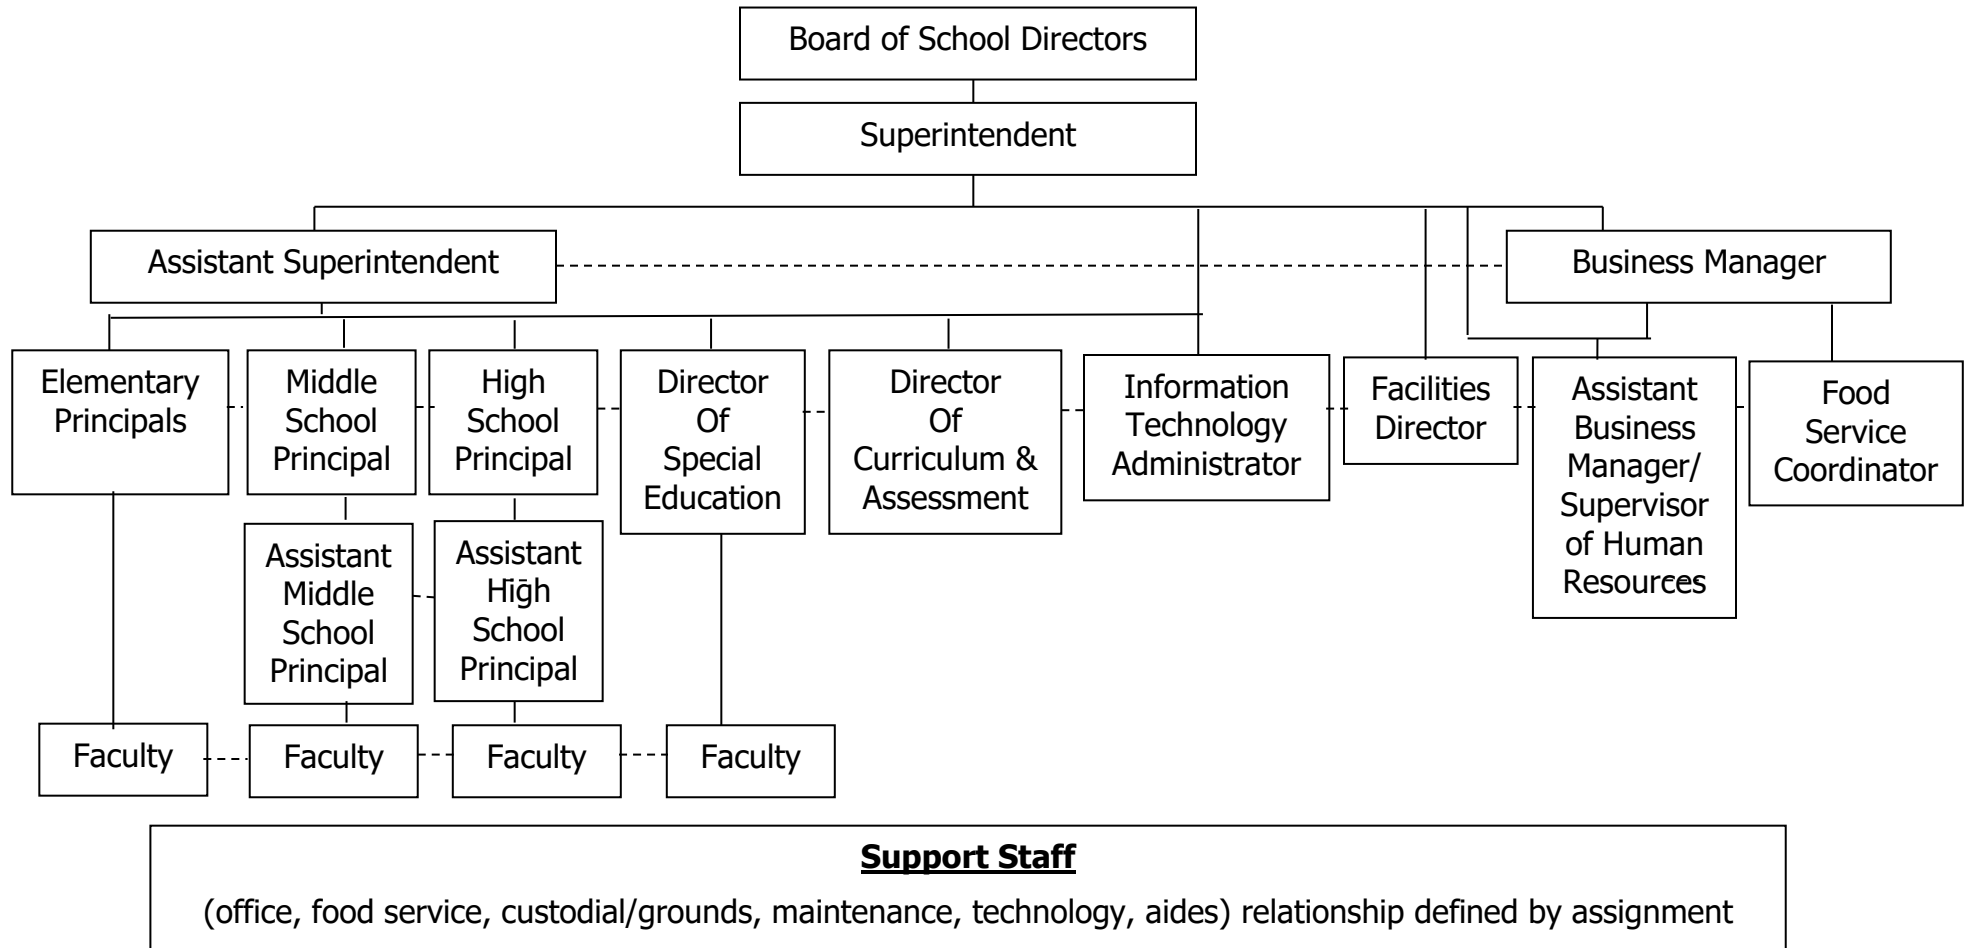 Board of School Directors
Superintendent
Assistant Superintendent
Business Manager
Elementary
Principals
Middle
School
Principal
High
School
Principal
Director
Of
Special
Education
Director
Of
Curriculum &
Assessment
Information
Technology
Administrator
Facilities
Director
Assistant
Business
Manager/
Supervisor
of Human
Resources
Food
Service
Coordinator
Assistant
Middle
School
Principal
Assistant
High
School
Principal
Faculty
Faculty
Faculty
Faculty
Support Staff
(office, food service, custodial/grounds, maintenance, technology, aides) relationship defined by assignment